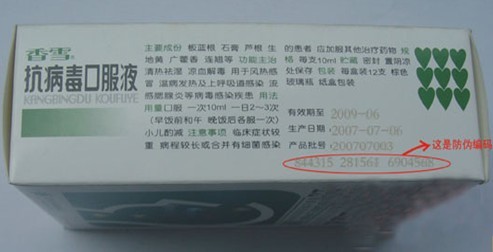 香雪
抗病毒口服液
KANGBINGDU KOUFUYE
主要成份 板蓝根 石膏 芦根 生
地黄 广藿香 连翘等 功能主治
清热祛湿 凉血解毒 用于风热感
冒 温病发热及上呼吸道感染 流
感 腮腺炎等病毒感染疾患 用法
用量 口服 一次10ml 一日2~3次
(早饭前和午 晚饭后各服一次)
小儿酌减 注意事项 临床症状较
重, 病程较长或合并有细菌感染
的患者 应加服其他治疗药物 规
格 每支10ml 贮藏 密封 置阴凉
处保存 包装 每盒装12支 棕色
玻璃瓶 纸盒包装
有效期至 2009-06
生产日期 2007-07-06
产品批号 200707003
844315 281561 6904568
这是防伪编码